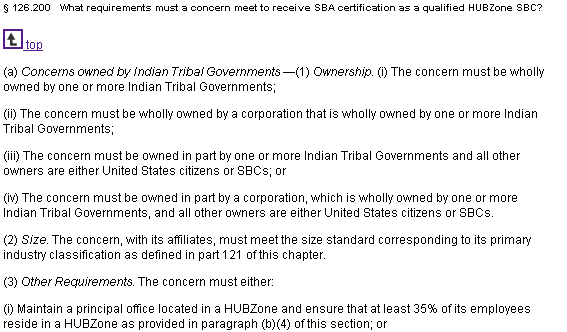 § 126.200   What requirements must a concern meet to receive SBA certification as a qualified HUBZone SBC?
top
(a) Concerns owned by Indian Tribal Governments —(1) Ownership. (i) The concern must be wholly
owned by one or more Indian Tribal Governments;
(ii) The concern must be wholly owned by a corporation that is wholly owned by one or more Indian
Tribal Governments;
(iii) The concern must be owned in part by one or more Indian Tribal Governments and all other
owners are either United States citizens or SBCs; or
(iv) The concern must be owned in part by a corporation, which is wholly owned by one or more
Indian Tribal Governments, and all other owners are either United States citizens or SBCs.
(2) Size. The concern, with its affiliates, must meet the size standard corresponding to its primary
industry classification as defined in part 121 of this chapter.
(3) Other Requirements. The concern must either:
(i) Maintain a principal office located in a HUBZone and ensure that at least 35% of its employees
reside in a HUBZone as provided in paragraph (b)(4) of this section; or